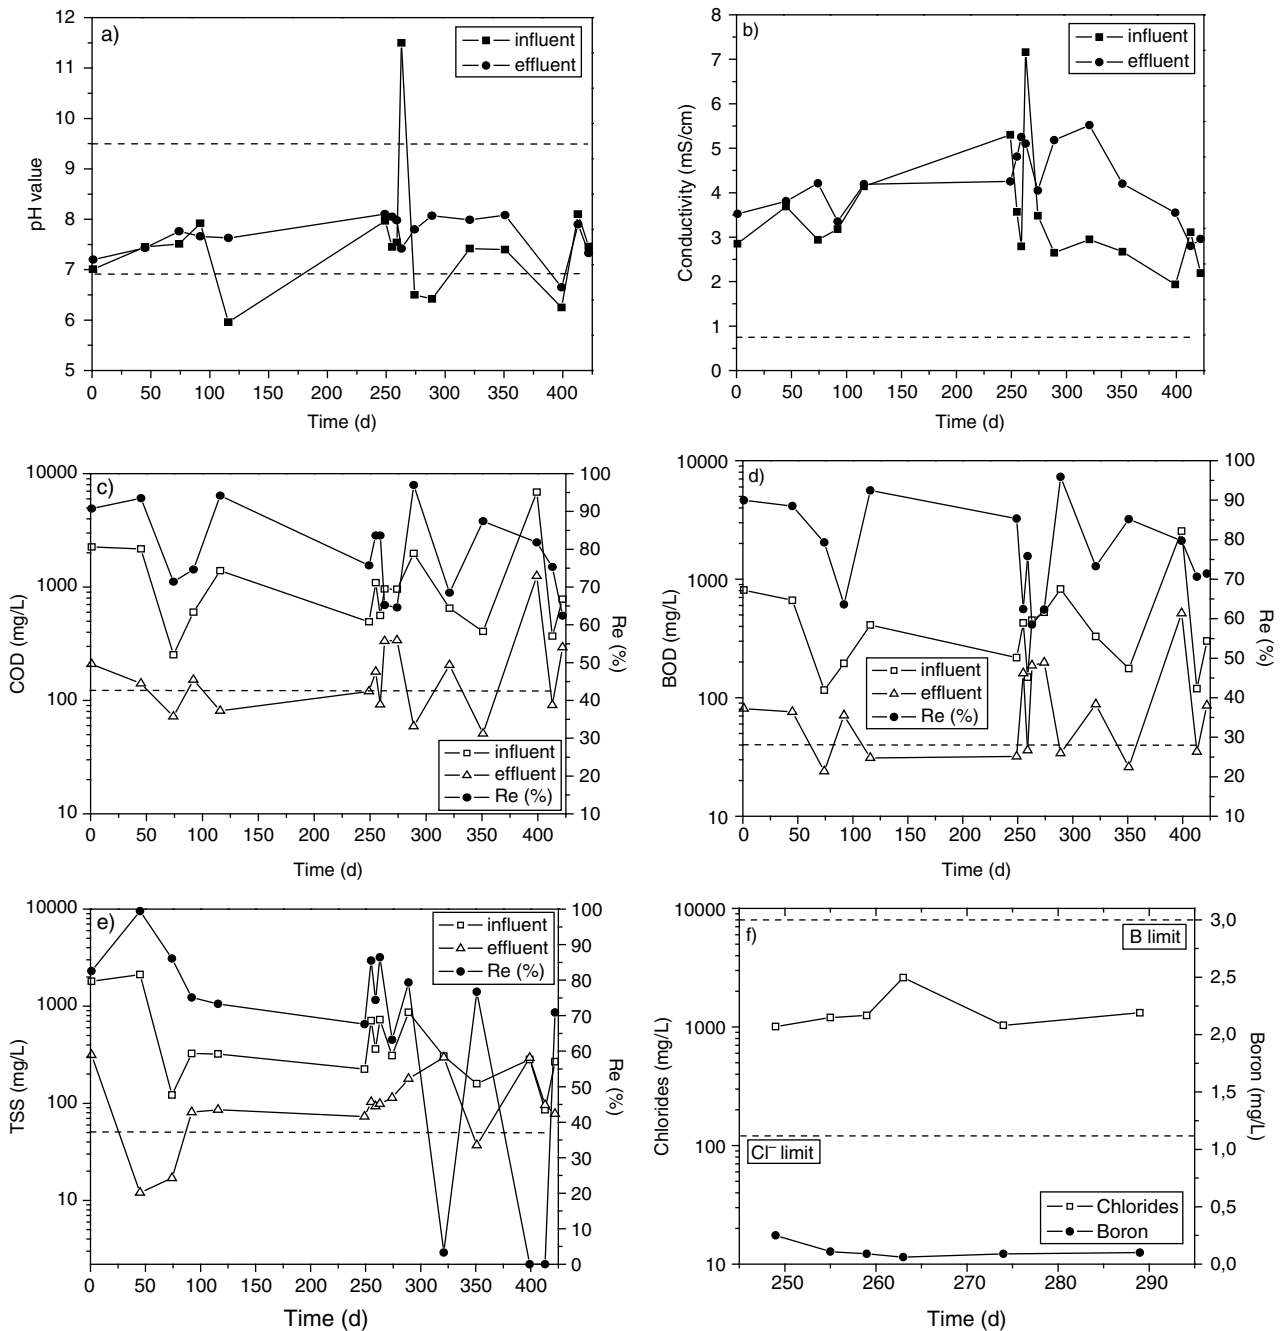 a)
influent
effluent
12
11
10
9
8
7
6
5
pH value
0 50 100 150 200 250 300 350 400
Time (d)
b)
influent
effluent
8
7
6
5
4
3
2
1
0
Conductivity (mS/cm)
0 50 100 150 200 250 300 350 400
Time (d)
c)
10000
1000
100
10
COD (mg/L)
100
90
80
70
60
50
40
30
20
10
Re (%)
influent
effluent
Re (%)
0 50 100 150 200 250 300 350 400
Time (d)
d)
10000
1000
100
10
BOD (mg/L)
100
90
80
70
60
50
40
30
20
10
Re (%)
influent
effluent
Re (%)
0 50 100 150 200 250 300 350 400
Time (d)
e)
10000
1000
100
10
TSS (mg/L)
100
90
80
70
60
50
40
30
20
10
0
Re (%)
influent
effluent
Re (%)
0 50 100 150 200 250 300 350 400
Time (d)
f)
10000
1000
100
10
Chlorides (mg/L)
3,0
2,5
2,0
1,5
1,0
0,5
0,0
Boron (mg/L)
B limit
Cl⁻ limit
Chlorides
Boron
250 260 270 280 290
Time (d)